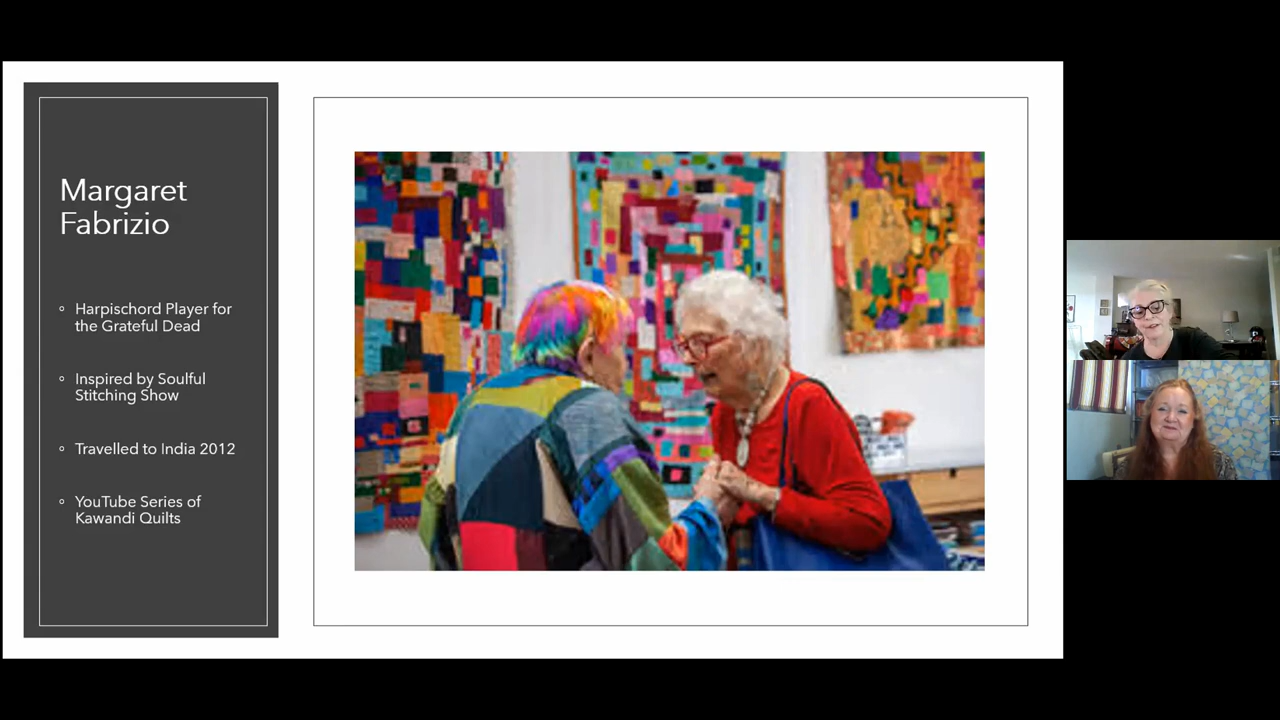 Margaret
Fabrizio
Harpischord Player for
the Grateful Dead
Inspired by Soulful
Stitching Show
Travelled to India 2012
YouTube Series of
Kawandi Quilts